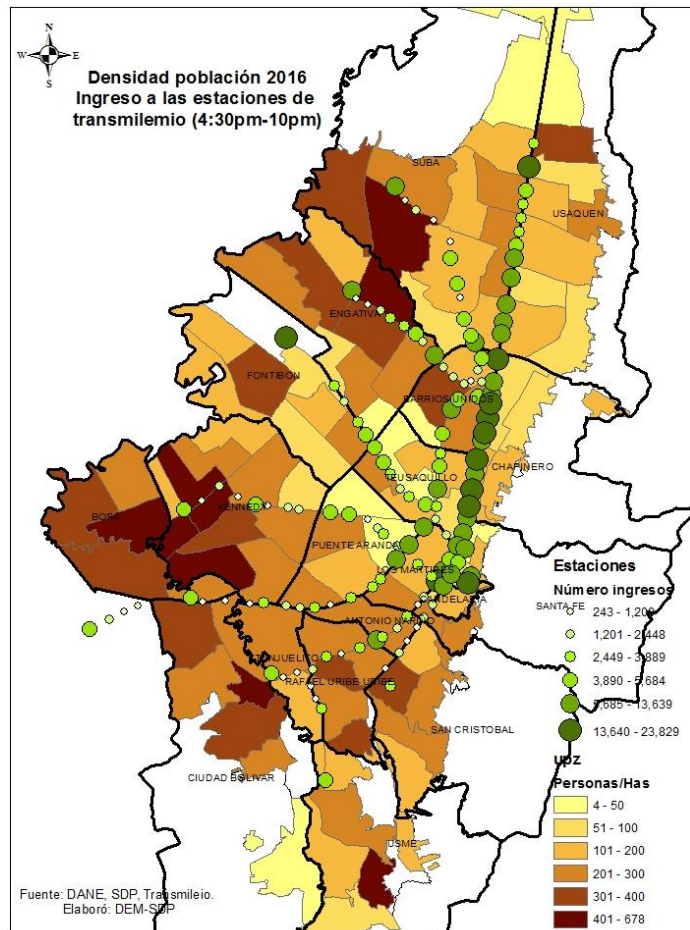 N
W E
S
Densidad población 2016
Ingreso a las estaciones de
transmilemio (4:30pm-10pm)
SUBA
USAQUEN
ENGATIVA
FONTIBON
BARRIOS UNIDOS
CHAPINERO
TEUSAQUILLO
BOSA
KENNEDY
PUENTE ARANDA
LOS MARTIRES
CANDELARIA
SANTA FE
ANTONIO NARIÑO
TUNJUELITO
RAFAEL URIBE URIBE
SAN CRISTOBAL
CIUDAD BOLIVAR
USME
Estaciones
Número ingresos
243 - 1,200
1,201 - 2,448
2,449 - 3,889
3,890 - 5,684
5,685 - 13,639
13,640 - 23,829
upz
Personas/Has
4 - 50
51 - 100
101 - 200
201 - 300
301 - 400
401 - 678
Fuente: DANE, SDP, Transmileio.
Elaboró: DEM-SDP